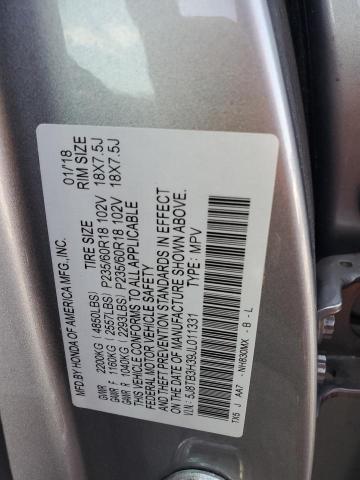 MFD.BY HONDA OF AMERICA MFG., INC. 01/'18
TIRE SIZE RIM SIZE
GVWR 2200KG (4850LBS)
GAWR F 1160KG (2557LBS) P235/60R18 102V 18X7.5J
GAWR R 1040KG (2293LBS) P235/60R18 102V 18X7.5J
THIS VEHICLE CONFORMS TO ALL APPLICABLE
FEDERAL MOTOR VEHICLE SAFETY
AND THEFT PREVENTION STANDARDS IN EFFECT
ON THE DATE OF MANUFACTURE SHOWN ABOVE.
V.I.N.: 5J8TB3H39JL011331 TYPE: MPV
TX5 J AA7 NH830MX - B - L